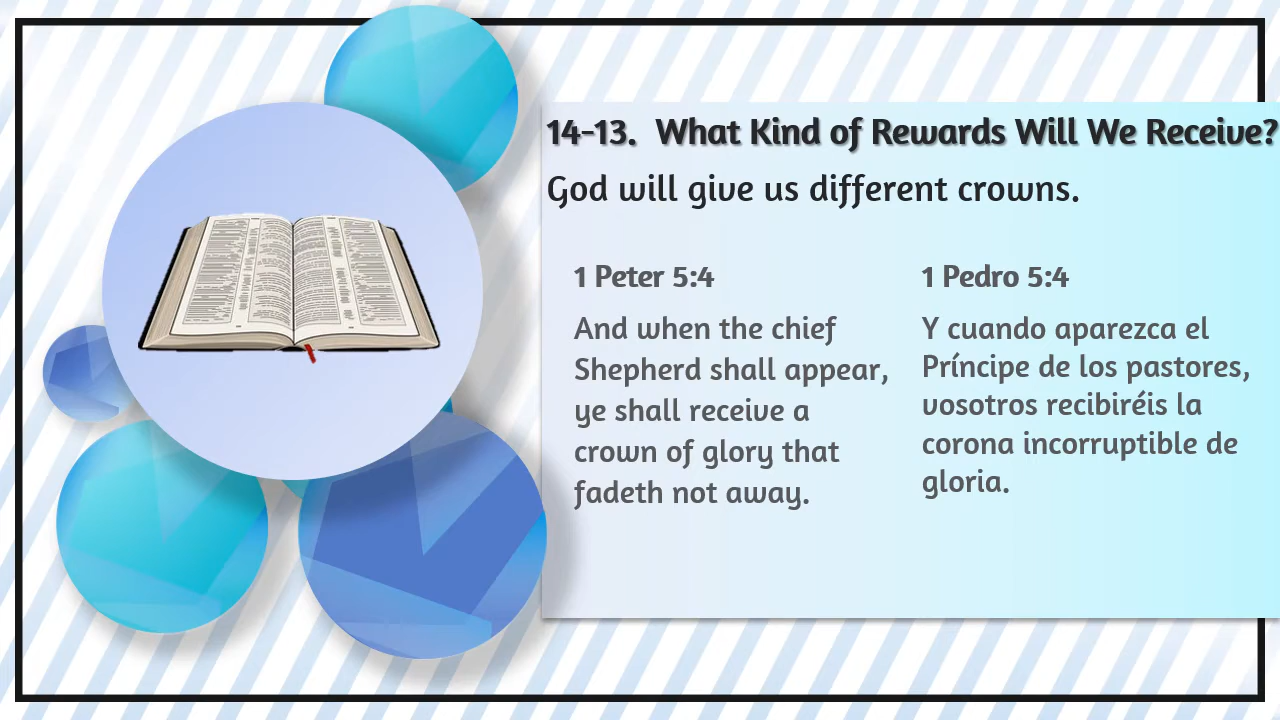 14-13.  What Kind of Rewards Will We Receive?
God will give us different crowns.
1 Peter 5:4
And when the chief
Shepherd shall appear,
ye shall receive a
crown of glory that
fadeth not away.
1 Pedro 5:4
Y cuando aparezca el
Príncipe de los pastores,
vosotros recibiréis la
corona incorruptible de
gloria.